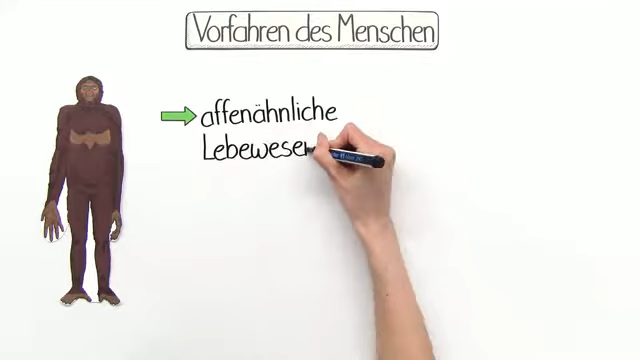 Vorfahren des Menschen
affenähnliche
Lebewesen